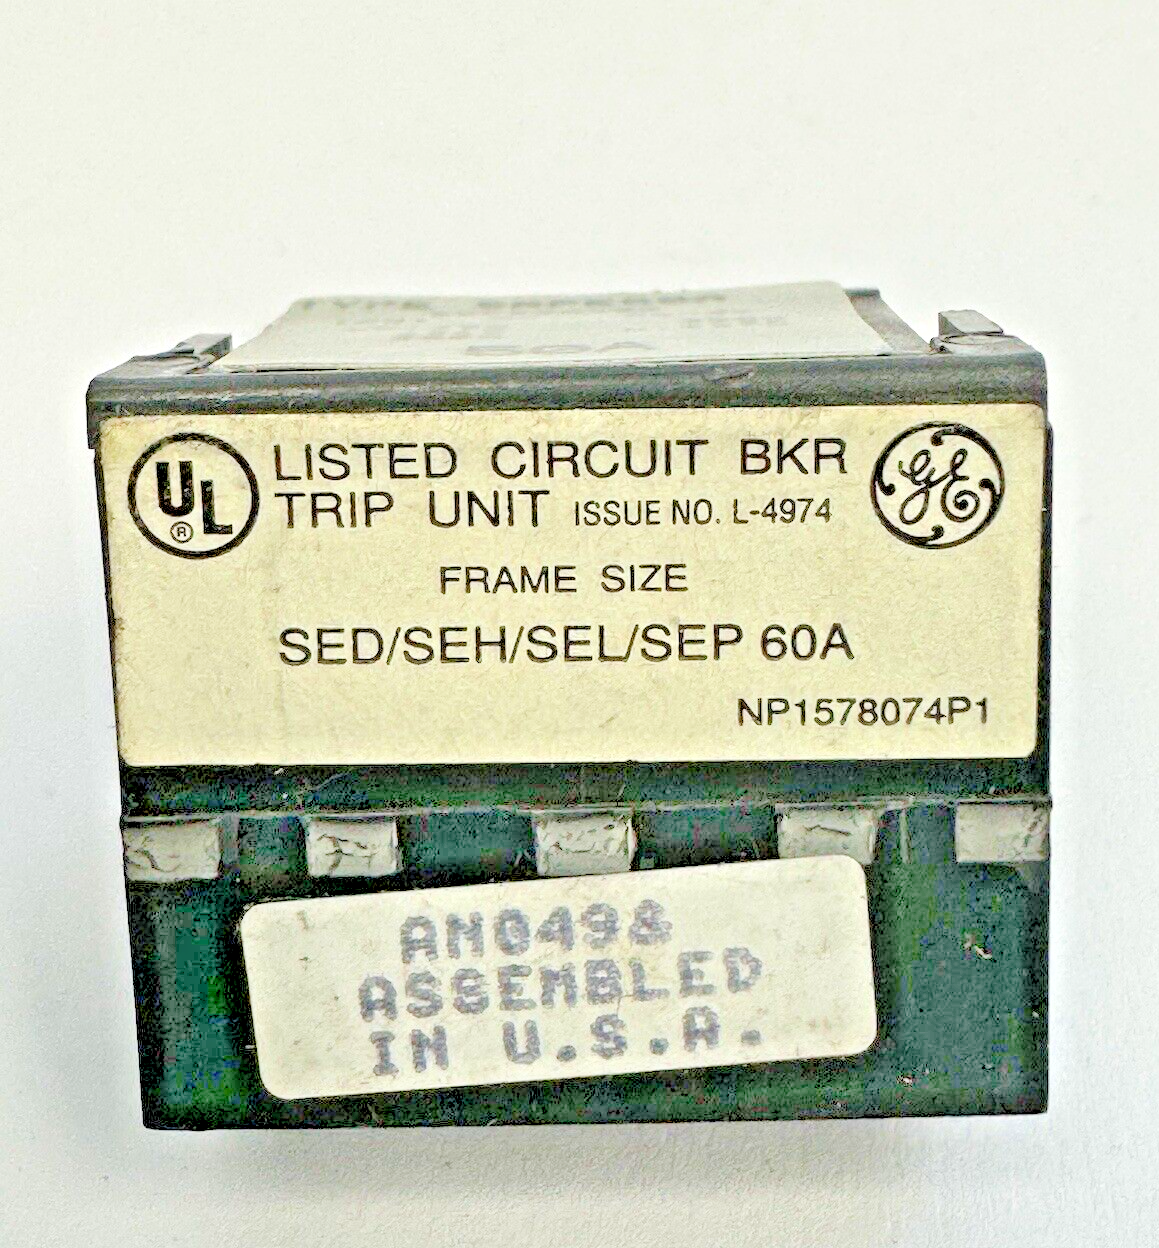 UL
®
LISTED CIRCUIT BKR
TRIP UNIT ISSUE NO. L-4974
GE
FRAME SIZE
SED/SEH/SEL/SEP 60A
NP1578074P1
AN0498
ASSEMBLED
IN U.S.A.